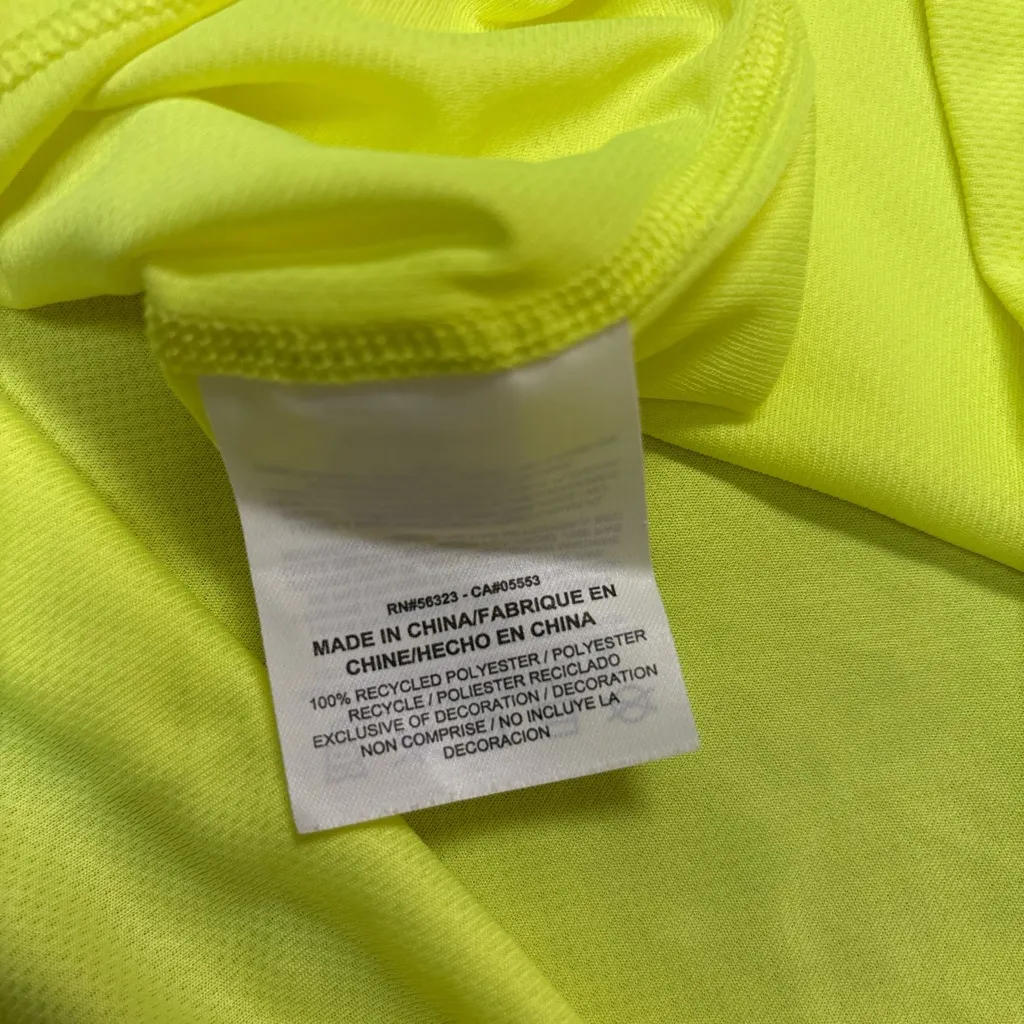 RN#56323 - CA#05553
MADE IN CHINA/FABRIQUE EN
CHINE/HECHO EN CHINA
100% RECYCLED POLYESTER / POLYESTER
RECYCLE / POLIESTER RECICLADO
EXCLUSIVE OF DECORATION / DECORATION
NON COMPRISE / NO INCLUYE LA
DECORACION